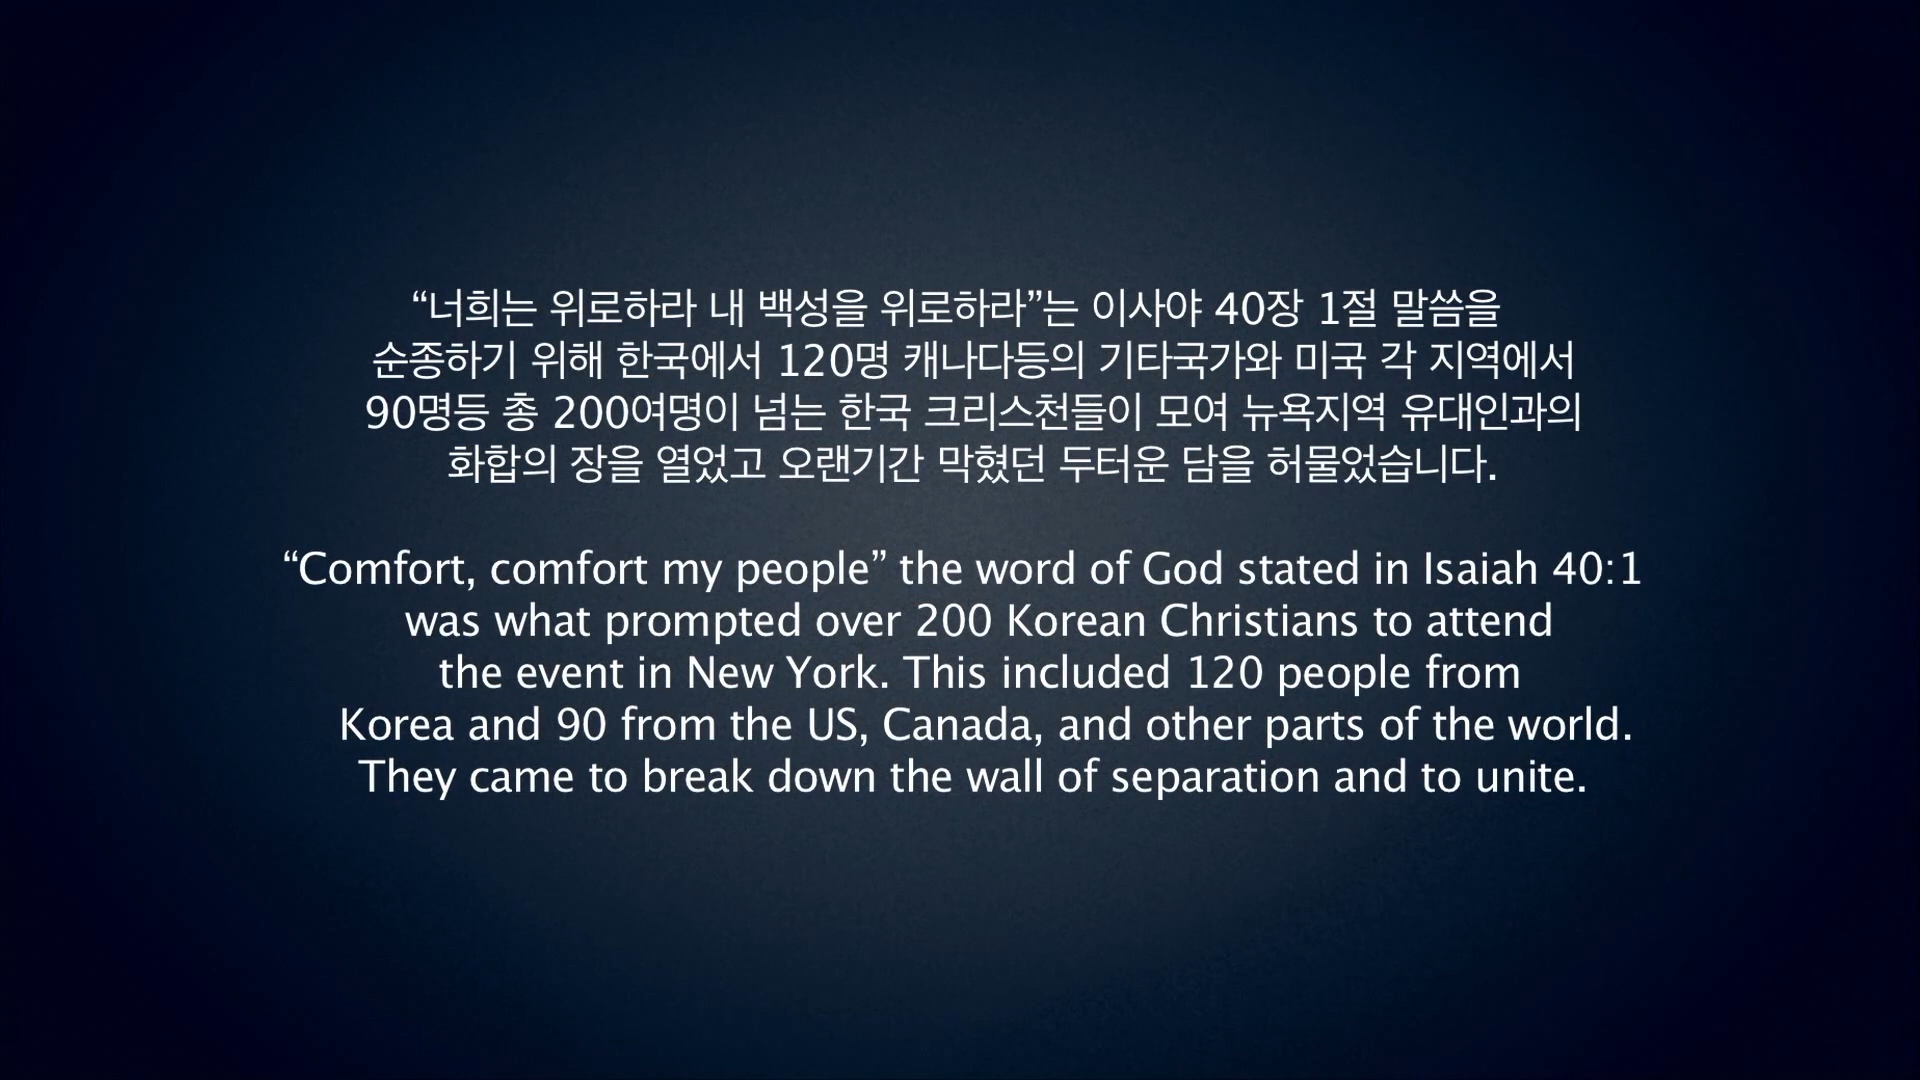 “너희는 위로하라 내 백성을 위로하라”는 이사야 40장 1절 말씀을
순종하기 위해 한국에서 120명 캐나다등의 기타국가와 미국 각 지역에서
90명등 총 200여명이 넘는 한국 크리스천들이 모여 뉴욕지역 유대인과의
화합의 장을 열었고 오랜기간 막혔던 두터운 담을 허물었습니다.
“Comfort, comfort my people” the word of God stated in Isaiah 40:1
was what prompted over 200 Korean Christians to attend
the event in New York. This included 120 people from
Korea and 90 from the US, Canada, and other parts of the world.
They came to break down the wall of separation and to unite.